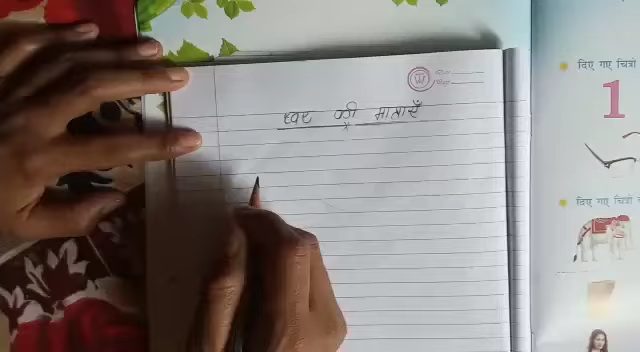 स्वर की मात्राएँ
दिए गए चित्रों
1
दिए गए चित्रों